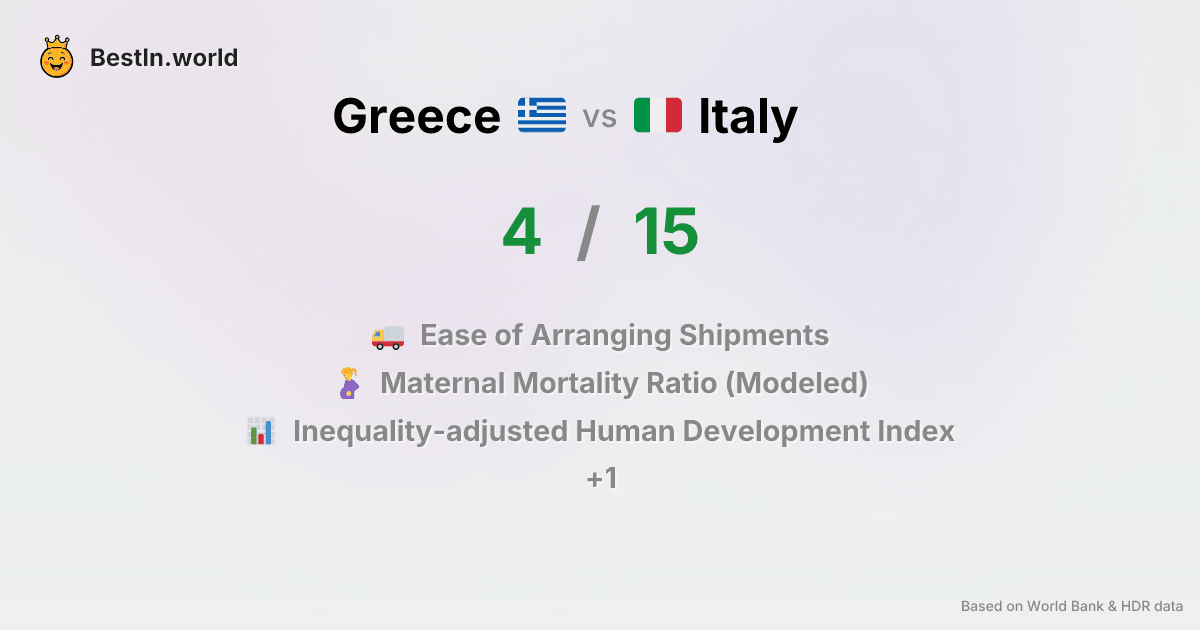 BestIn.world
Greece vs Italy
4 / 15
Ease of Arranging Shipments
Maternal Mortality Ratio (Modeled)
Inequality-adjusted Human Development Index
+1
Based on World Bank & HDR data